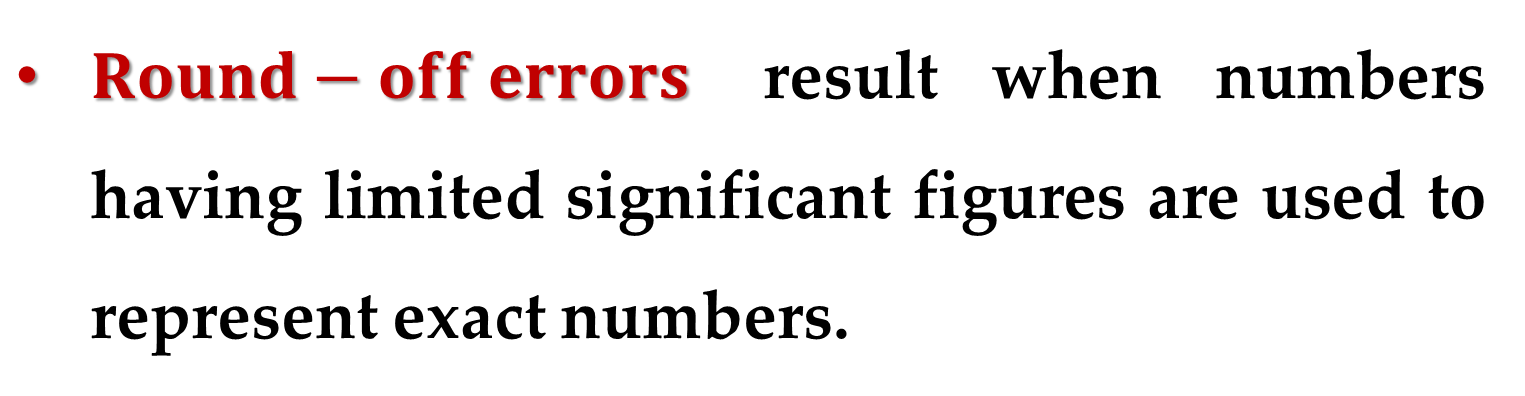 • Round – off errors result when numbers
having limited significant figures are used to
represent exact numbers.